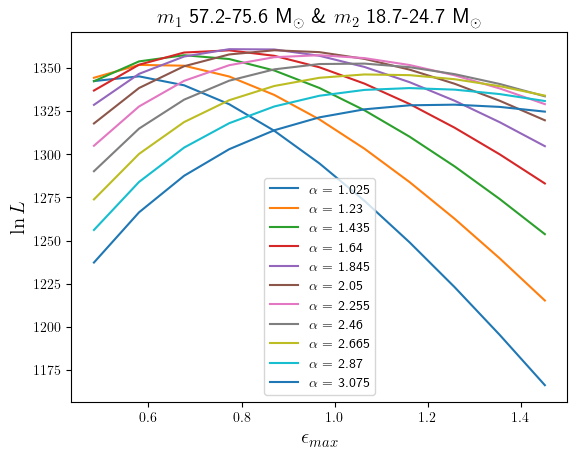 m₁ 57.2-75.6 M☉ & m₂ 18.7-24.7 M☉
ln L
1350
1325
1300
1275
1250
1225
1200
1175
α = 1.025
α = 1.23
α = 1.435
α = 1.64
α = 1.845
α = 2.05
α = 2.255
α = 2.46
α = 2.665
α = 2.87
α = 3.075
0.6 0.8 1.0 1.2 1.4
ϵmax